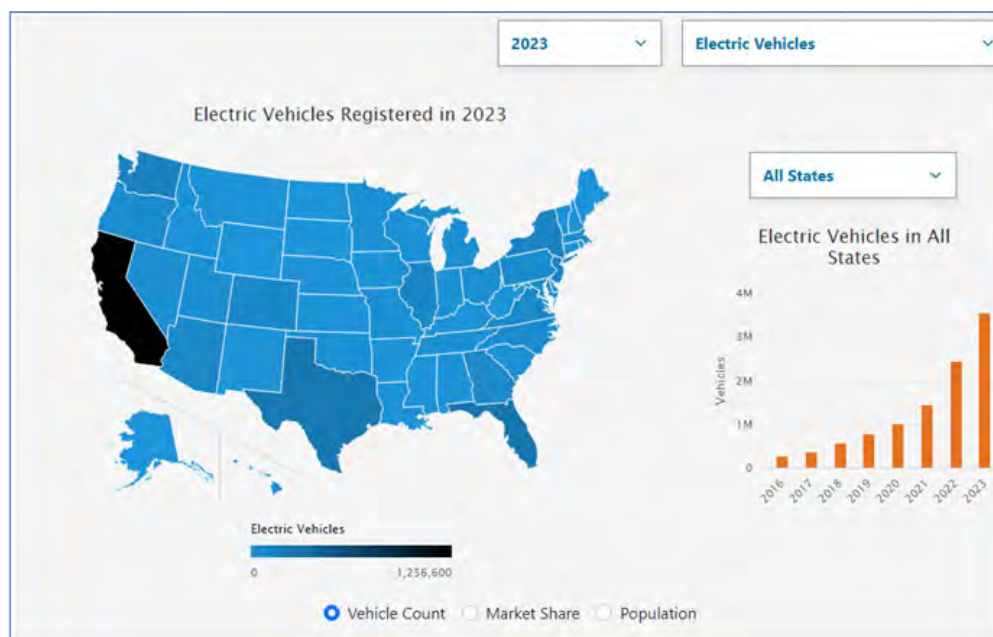 2023
Electric Vehicles
Electric Vehicles Registered in 2023
All States
Electric Vehicles in All
States
4M
3M
2M
1M
0
Vehicles
2016
2017
2018
2019
2020
2021
2022
2023
Electric Vehicles
0
1,256,600
Vehicle Count
Market Share
Population